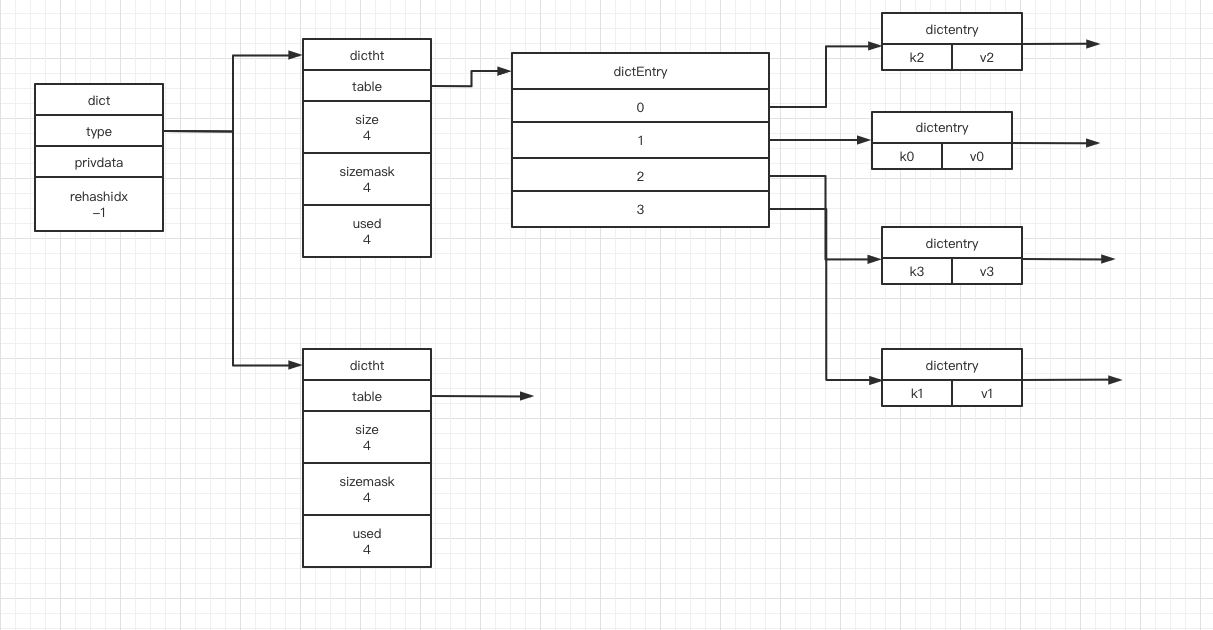 dict
type
privdata
rehashidx
–1
dictht
table
size
4
sizemask
4
used
4
dictht
table
size
4
sizemask
4
used
4
dictEntry
0
1
2
3
dictentry
k2 v2
dictentry
k0 v0
dictentry
k3 v3
dictentry
k1 v1